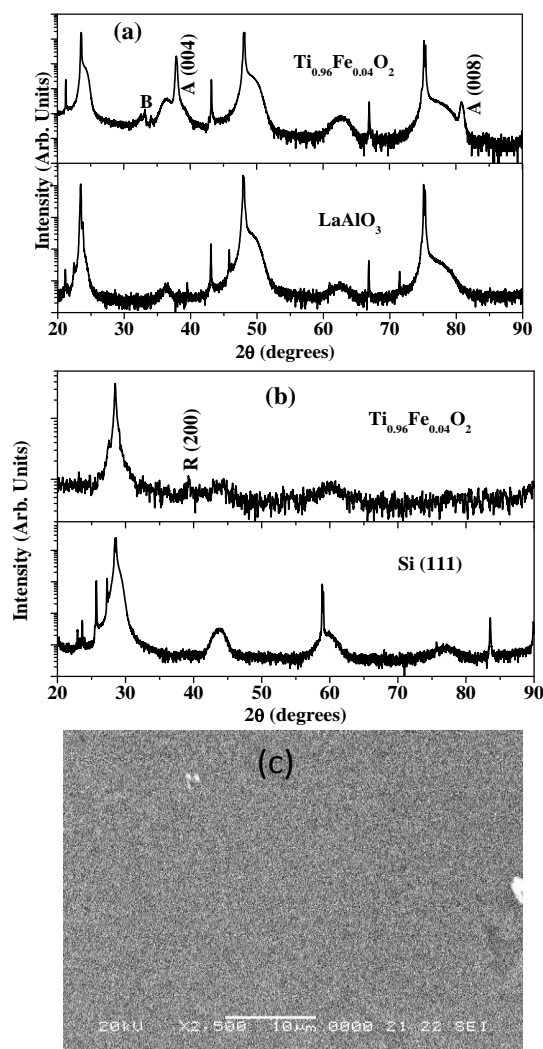 (a)
Ti0.96Fe0.04O2
B
A (004)
A (008)
LaAlO3
Intensity (Arb. Units)
20 30 40 50 60 70 80 90
2θ (degrees)
(b)
Ti0.96Fe0.04O2
R (200)
Si (111)
Intensity (Arb. Units)
20 30 40 50 60 70 80 90
2θ (degrees)
(c)
20kV X2,500 10µm 0000 21 22 SEI